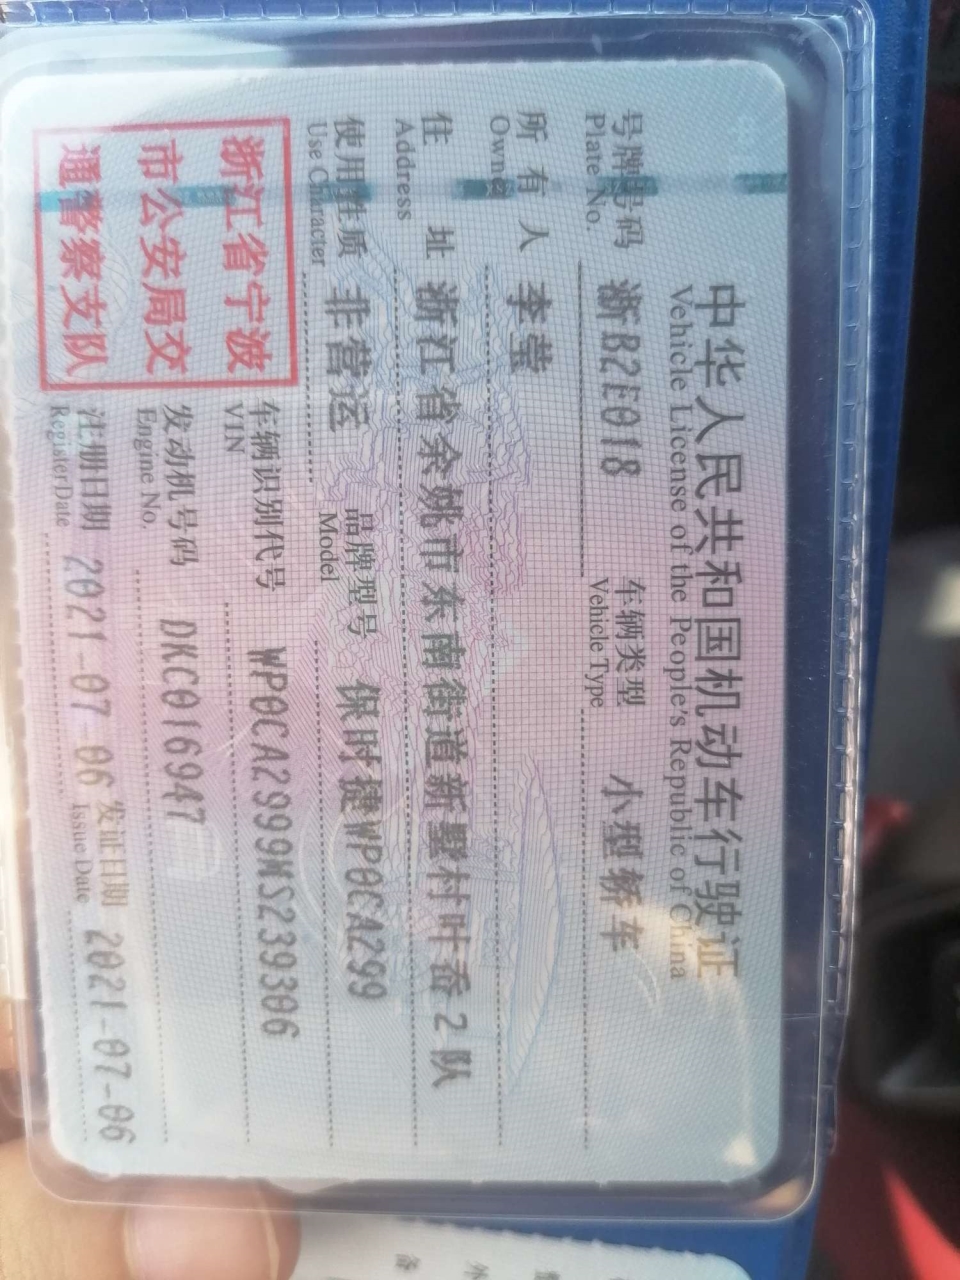 中华人民共和国机动车行驶证
Vehicle License of the People's Republic of China
号牌号码 浙B2E018 车辆类型 小型轿车
Plate No. Vehicle Type
所有人 李莹
Owner
住址 浙江省余姚市东南街道新墅村叶岙2队
Address
使用性质 非营运 品牌型号 保时捷WP0CA299
Use Character Model
浙江省宁波
市公安局交
通警察支队
车辆识别代号 WP0CA2999MS239306
VIN
发动机号码 DKC016947
Engine No.
注册日期 2021-07-06 发证日期 2021-07-06
Register Date Issue Date